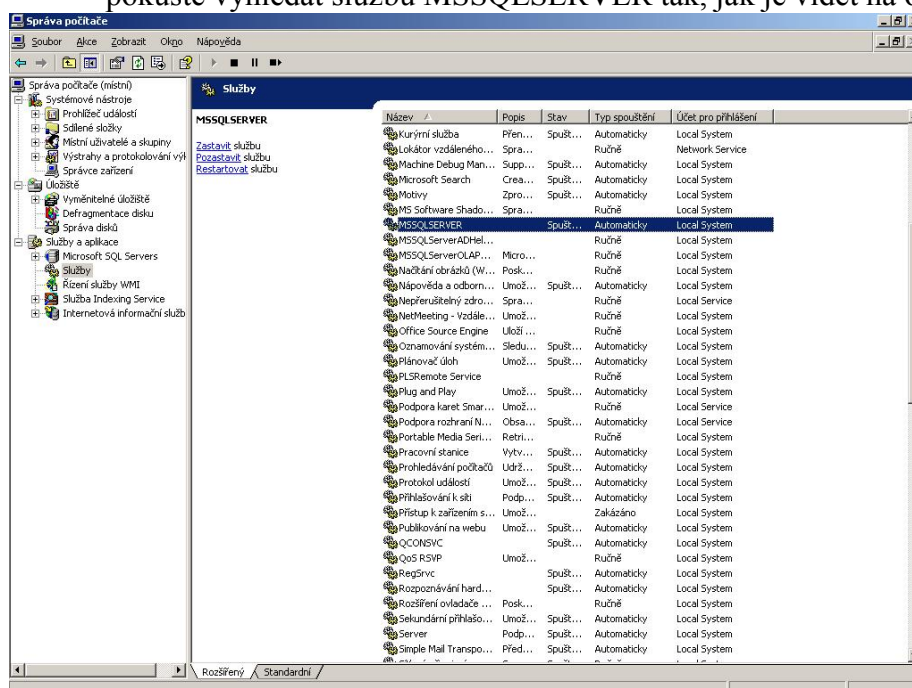 pokuste vyhledat službu MSSQLSERVER tak, jak je vidět na o
Správa počítače
Soubor Akce Zobrazit Okno Nápověda
Správa počítače (místní)
Systémové nástroje
Prohlížeč událostí
Sdílené složky
Místní uživatelé a skupiny
Výstrahy a protokolování výk
Správce zařízení
Úložiště
Vyměnitelné úložiště
Defragmentace disku
Správa disků
Služby a aplikace
Microsoft SQL Servers
Služby
Řízení služby WMI
Služba Indexing Service
Internetová informační služb
Služby
MSSQLSERVER
Zastavit službu
Pozastavit službu
Restartovat službu
Název Popis Stav Typ spouštění Účet pro přihlášení
Kurýrní služba Přen... Spušt... Automaticky Local System
Lokátor vzdáleného... Spra... Ručně Network Service
Machine Debug Man... Supp... Spušt... Automaticky Local System
Microsoft Search Crea... Spušt... Automaticky Local System
Motivy Zpro... Spušt... Automaticky Local System
MS Software Shado... Spra... Ručně Local System
MSSQLSERVER Spušt... Automaticky Local System
MSSQLServerADHel... Ručně Local System
MSSQLServerOLAP... Micro... Ručně Local System
Načítání obrázků (W... Posk... Ručně Local System
Nápověda a odborn... Umož... Spušt... Automaticky Local System
Nepřerušitelný zdro... Spra... Ručně Local Service
NetMeeting - Vzdále... Umož... Ručně Local System
Office Source Engine Uloží ... Ručně Local System
Oznamování systém... Sledu... Spušt... Automaticky Local System
Plánovač úloh Umož... Spušt... Automaticky Local System
PLSRemote Service Ručně Local System
Plug and Play Umož... Spušt... Automaticky Local System
Podpora karet Smar... Umož... Ručně Local Service
Podpora rozhraní N... Obsa... Spušt... Automaticky Local Service
Portable Media Seri... Retri... Ručně Local System
Pracovní stanice Vytv... Spušt... Automaticky Local System
Prohledávání počítačů Udrž... Spušt... Automaticky Local System
Protokol událostí Umož... Spušt... Automaticky Local System
Přihlašování k síti Podp... Spušt... Automaticky Local System
Přístup k zařízením s... Umož... Zakázáno Local System
Publikování na webu Umož... Spušt... Automaticky Local System
QCONSVC Spušt... Automaticky Local System
QoS RSVP Umož... Ručně Local System
RegSrvc Spušt... Automaticky Local System
Rozpoznávání hard... Spušt... Automaticky Local System
Rozšíření ovladače ... Posk... Ručně Local System
Sekundární přihlašo... Umož... Spušt... Automaticky Local System
Server Podp... Spušt... Automaticky Local System
Simple Mail Transpo... Před... Spušt... Automaticky Local System
Rozšířený Standardní